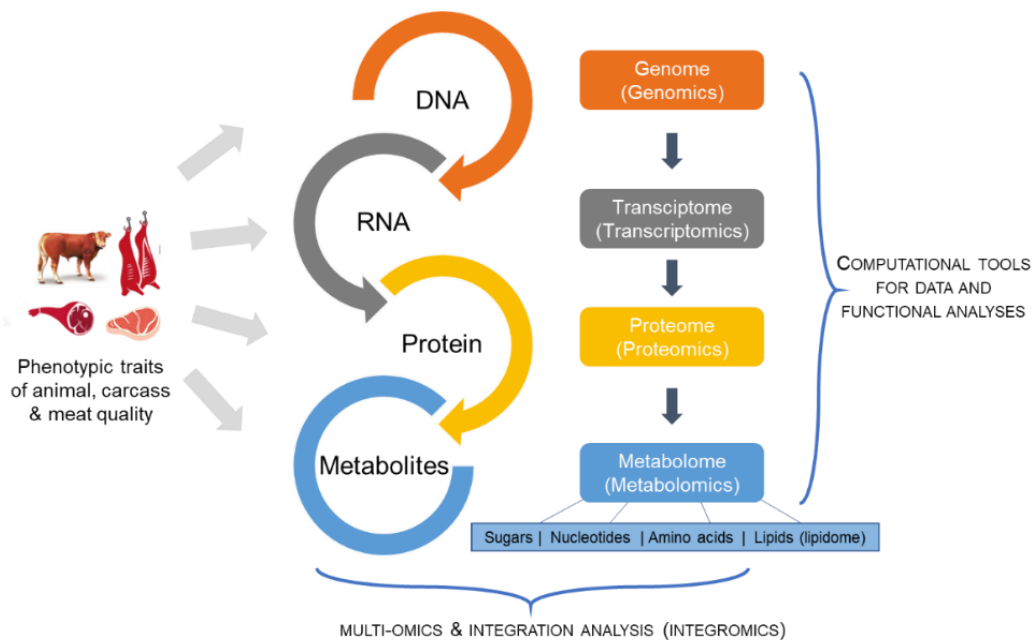 DNA
RNA
Protein
Metabolites
Phenotypic traits
of animal, carcass
& meat quality
Genome
(Genomics)
Transciptome
(Transcriptomics)
Proteome
(Proteomics)
Metabolome
(Metabolomics)
Sugars | Nucleotides | Amino acids | Lipids (lipidome)
COMPUTATIONAL TOOLS
FOR DATA AND
FUNCTIONAL ANALYSES
MULTI-OMICS & INTEGRATION ANALYSIS (INTEGROMICS)